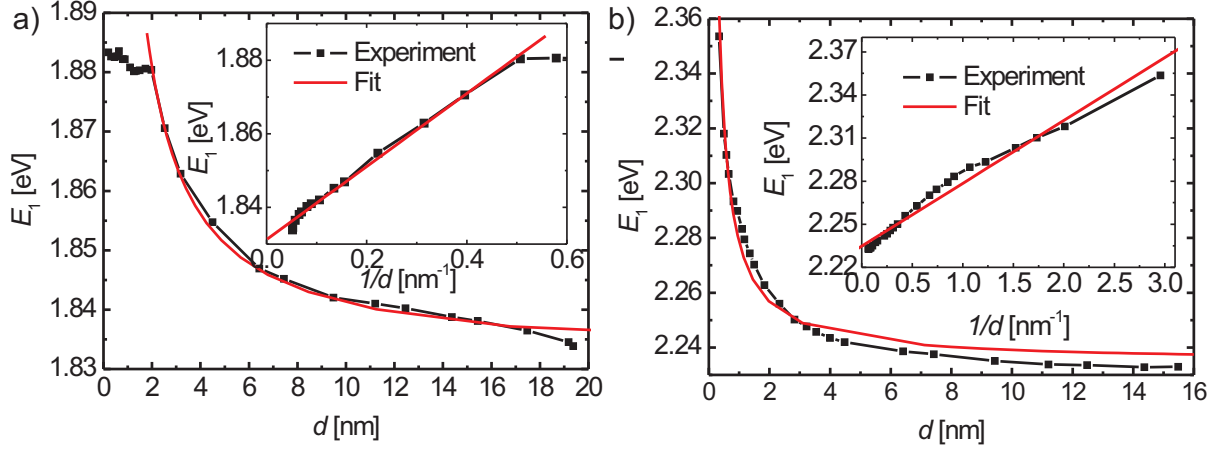 a)
E₁ [eV]
1.89
1.88
1.87
1.86
1.85
1.84
1.83
0 2 4 6 8 10 12 14 16 18 20
d [nm]
E₁ [eV]
1.88
1.86
1.84
0.0 0.2 0.4 0.6
1/d [nm⁻¹]
Experiment
Fit
b)
E₁ [eV]
2.36
2.34
2.32
2.30
2.28
2.26
2.24
0 2 4 6 8 10 12 14 16
d [nm]
E₁ [eV]
2.37
2.34
2.31
2.28
2.25
2.22
0.0 0.5 1.0 1.5 2.0 2.5 3.0
1/d [nm⁻¹]
Experiment
Fit